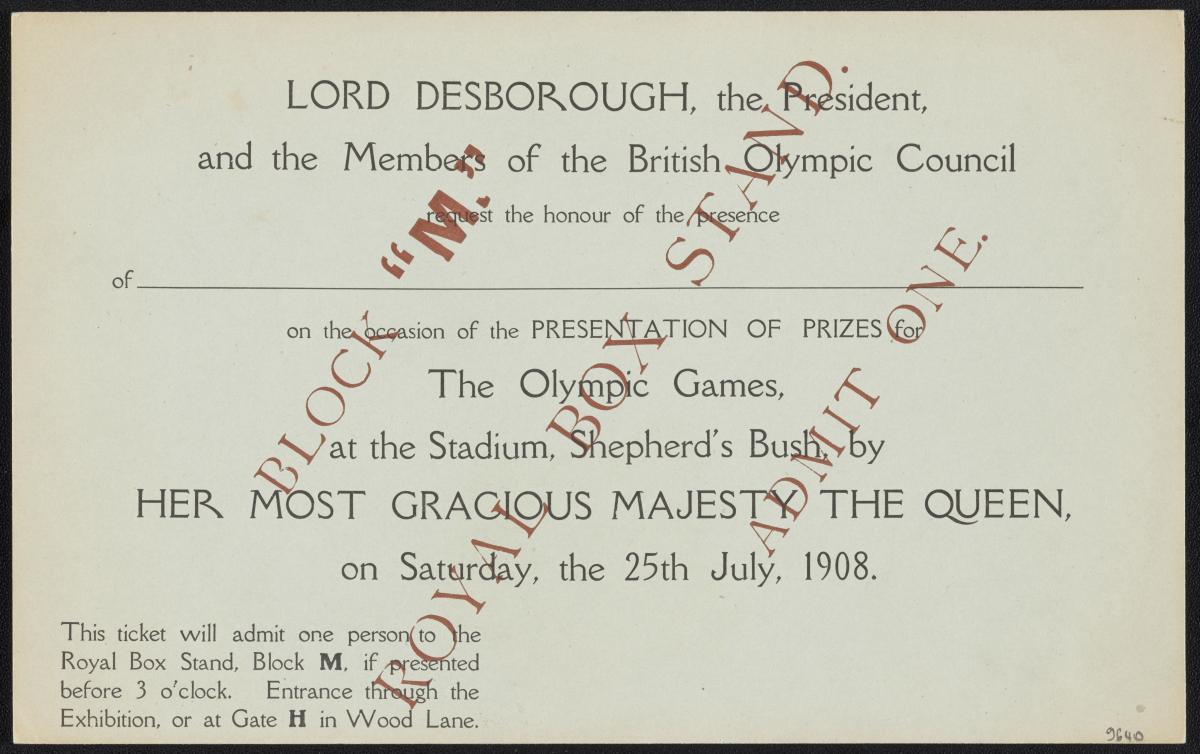 LORD DESBOROUGH, the President,
and the Members of the British Olympic Council
request the honour of the presence
of
on the occasion of the PRESENTATION OF PRIZES for
The Olympic Games,
at the Stadium, Shepherd's Bush, by
HER MOST GRACIOUS MAJESTY THE QUEEN,
on Saturday, the 25th July, 1908.
This ticket will admit one person to the
Royal Box Stand, Block M, if presented
before 3 o'clock. Entrance through the
Exhibition, or at Gate H in Wood Lane.
BLOCK "M."
ROYAL BOX STAND.
ADMIT ONE.
9640